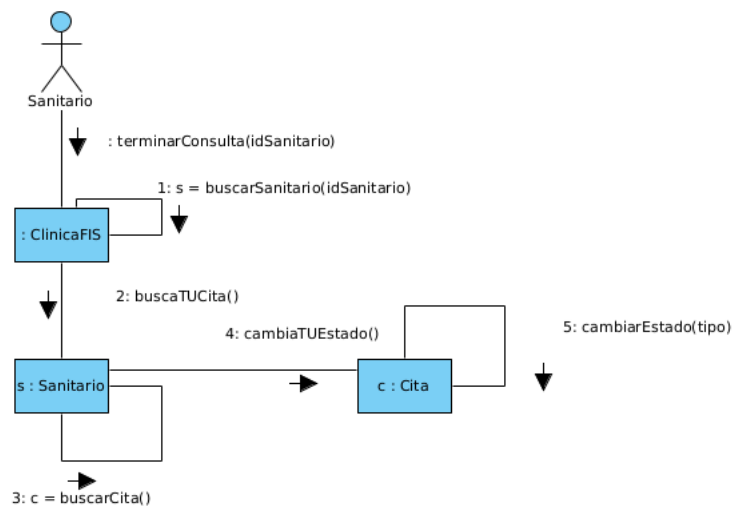 Sanitario
: terminarConsulta(idSanitario)
1: s = buscarSanitario(idSanitario)
: ClinicaFIS
2: buscaTUCita()
4: cambiaTUEstado()
5: cambiarEstado(tipo)
s : Sanitario
c : Cita
3: c = buscarCita()